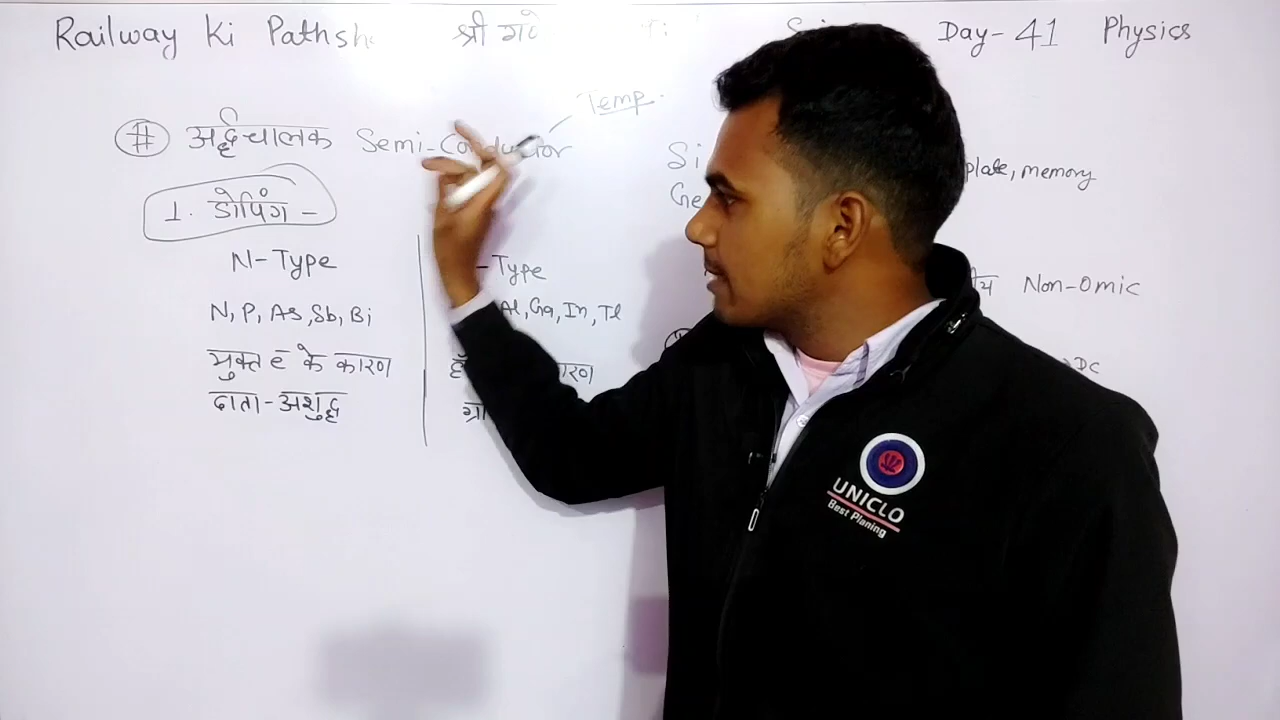 Railway Ki श्री Day-41 Physics
Temp.
# अर्द्धचालक Semi-Conductor
Si
Ge
plate, memory
1. डोपिंग -
N-Type
-Type
Non-Omic
N, P, As, Sb, Bi
Al, Ga, In, Tl
मुक्त e के कारण
DC
दाता-अशुद्ध
UNICLO
Best Planing